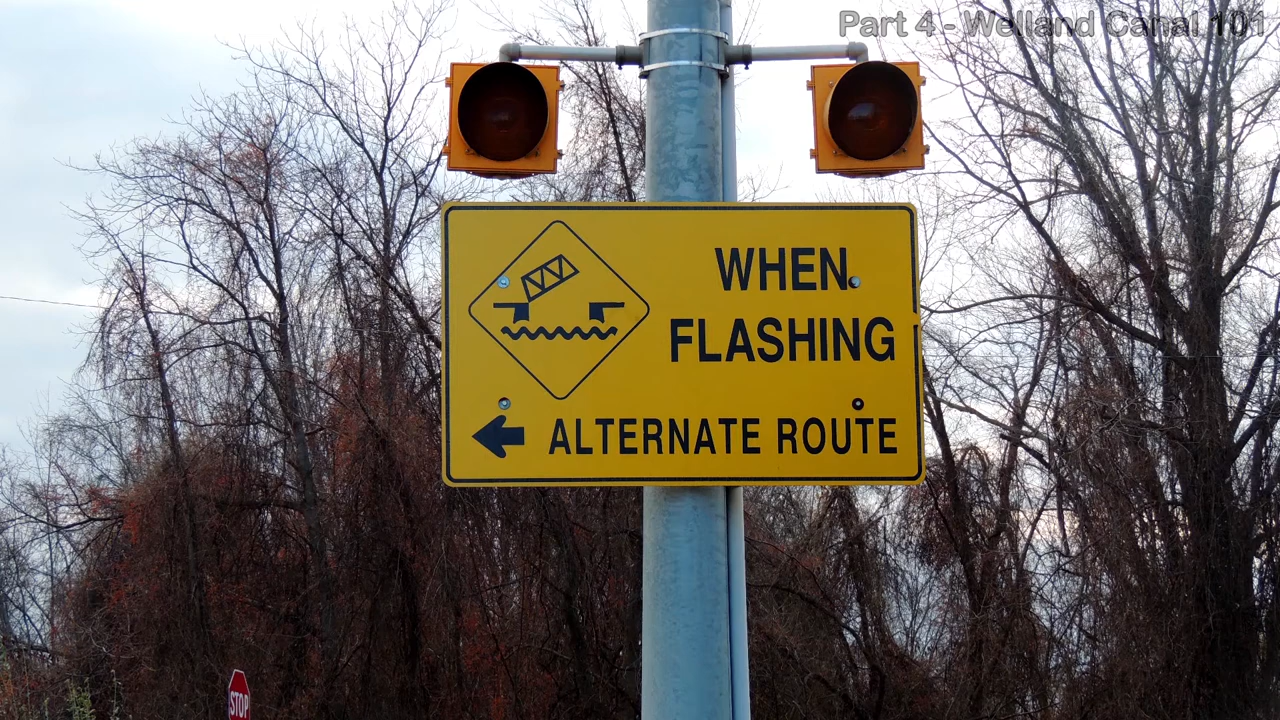 Part 4 - Welland Canal 101
WHEN
FLASHING
ALTERNATE ROUTE
STOP